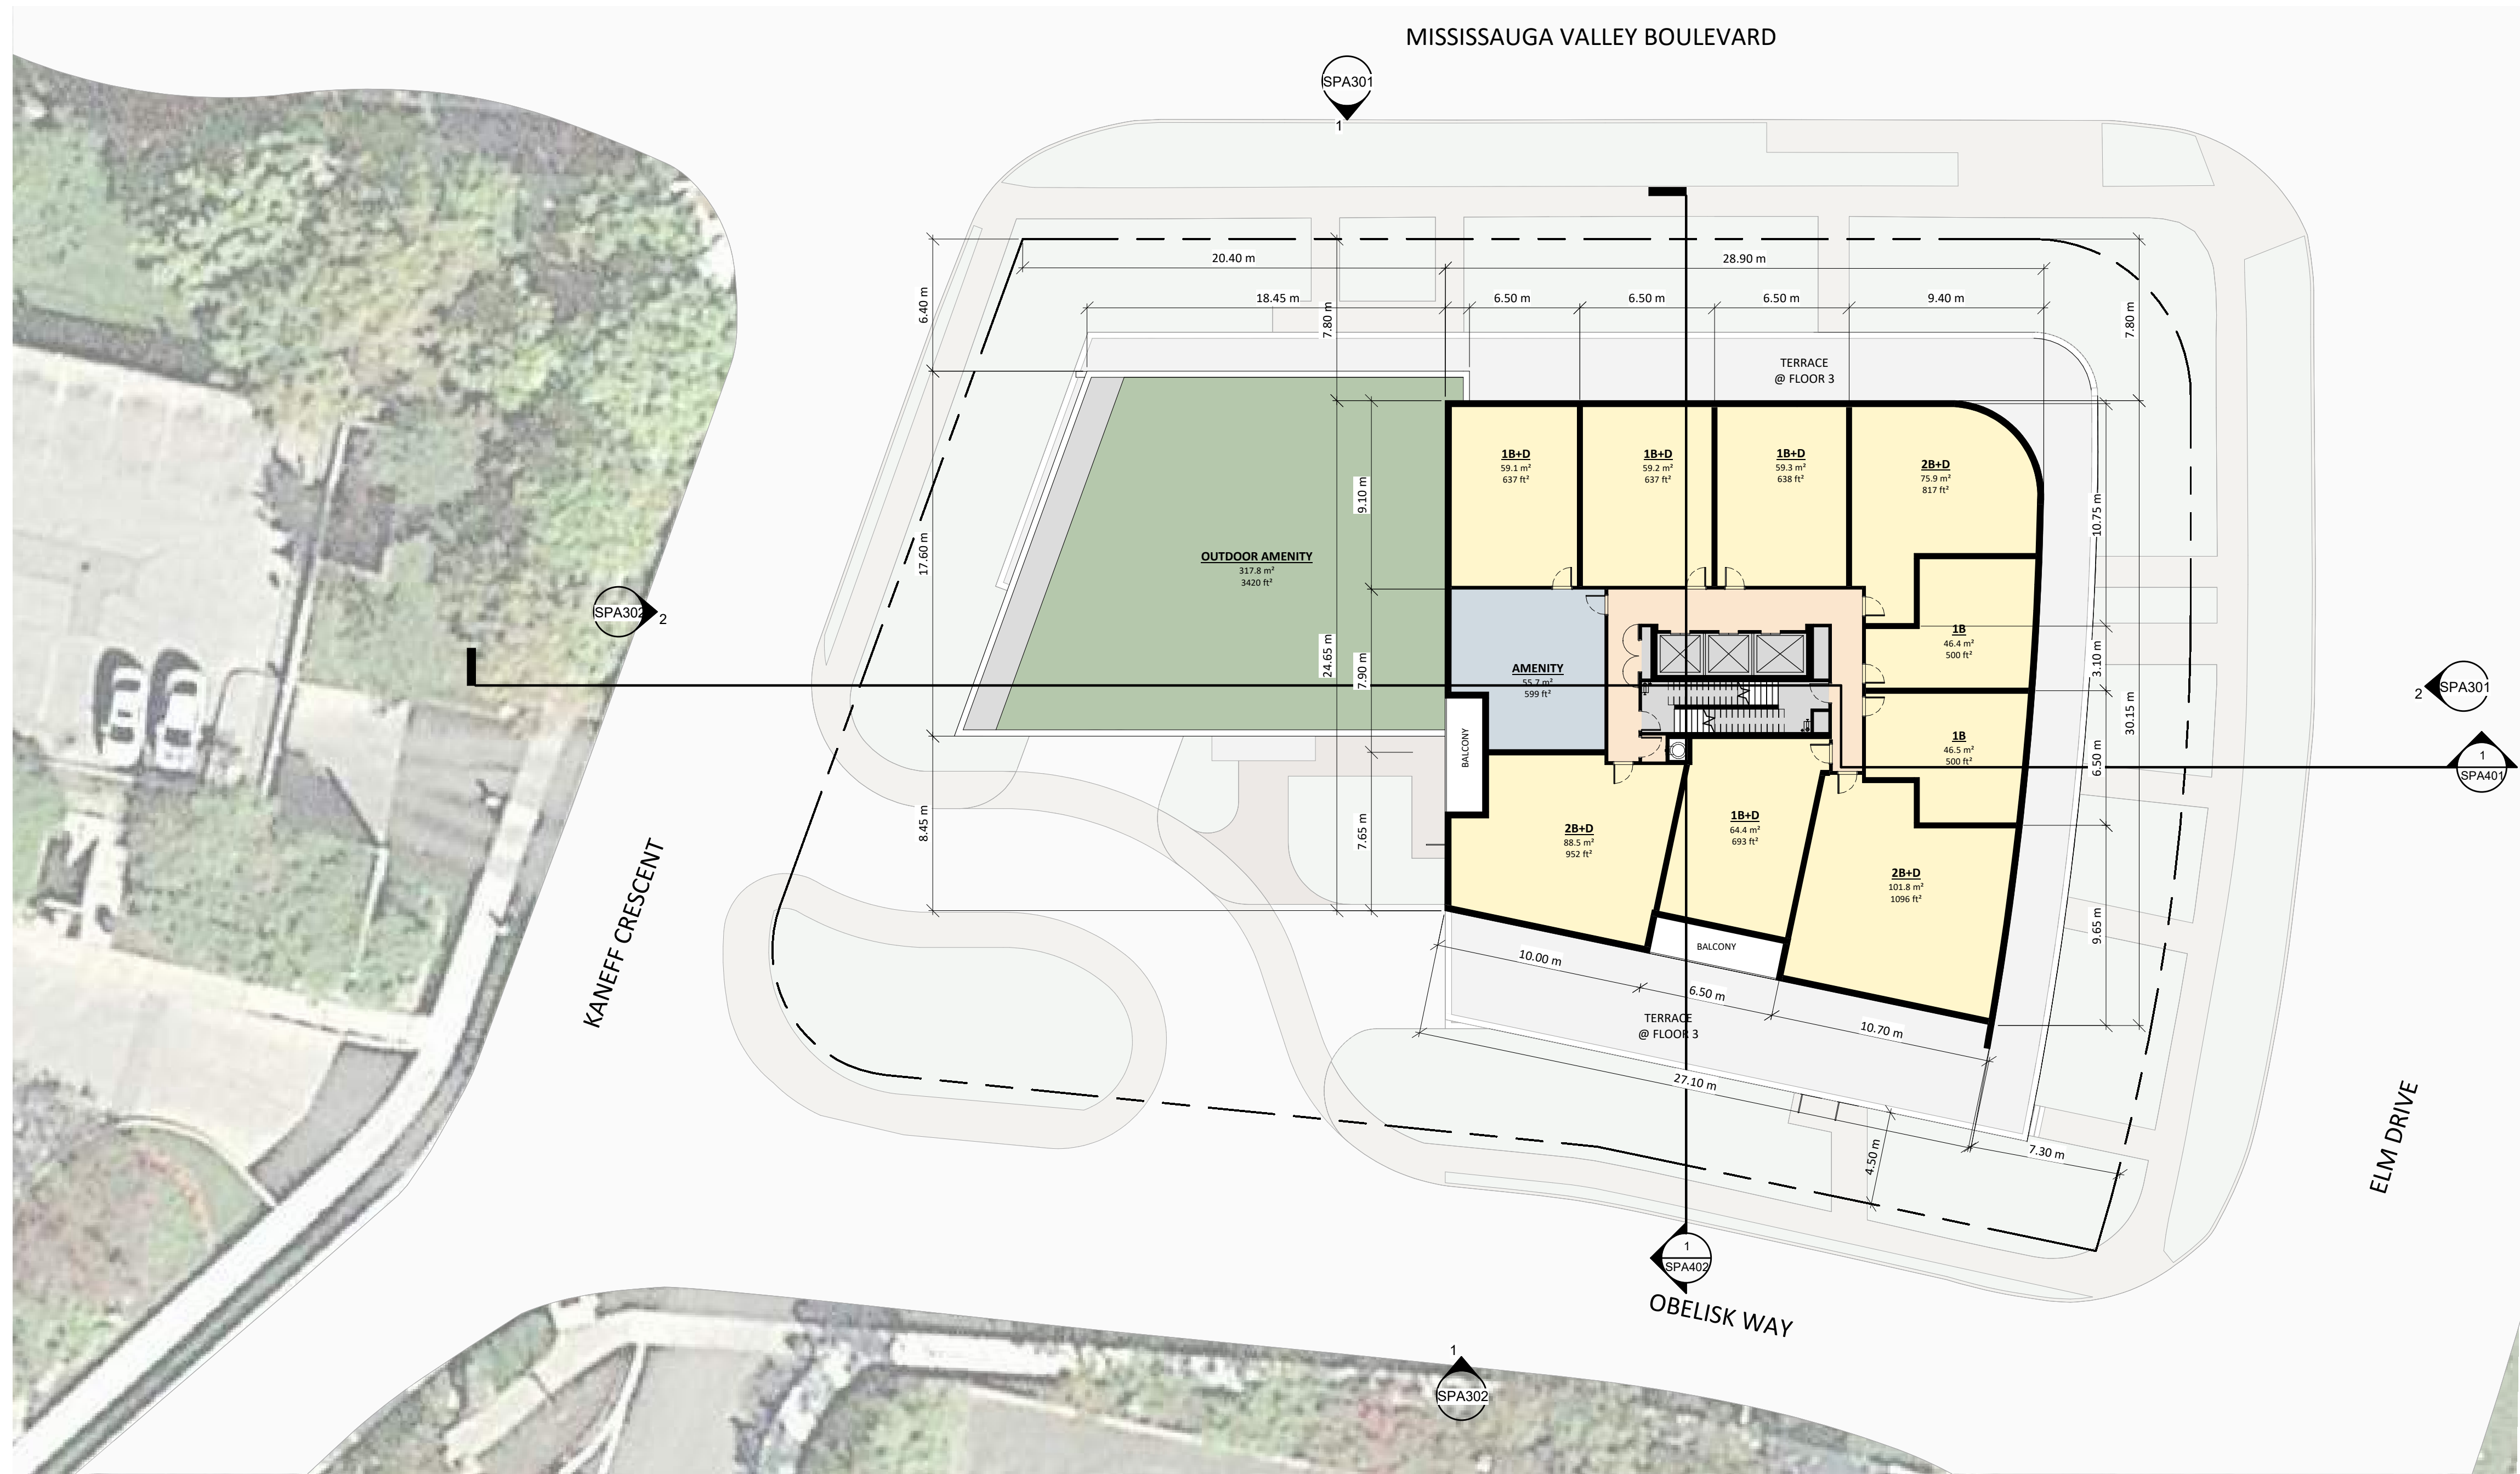 MISSISSAUGA VALLEY BOULEVARD
SPA301
1
20.40 m
28.90 m
18.45 m
6.50 m
6.50 m
6.50 m
9.40 m
6.40 m
7.80 m
7.80 m
TERRACE
@ FLOOR 3
1B+D
59.1 m²
637 ft²
1B+D
59.2 m²
637 ft²
1B+D
59.3 m²
638 ft²
2B+D
75.9 m²
817 ft²
9.10 m
10.75 m
17.60 m
OUTDOOR AMENITY
317.8 m²
3420 ft²
SPA302
2
24.65 m
7.90 m
AMENITY
55.7 m²
599 ft²
1B
46.4 m²
500 ft²
3.10 m
30.15 m
2
SPA301
BALCONY
1B
46.5 m²
500 ft²
6.50 m
1
SPA401
8.45 m
7.65 m
2B+D
88.5 m²
952 ft²
1B+D
64.4 m²
693 ft²
2B+D
101.8 m²
1096 ft²
9.65 m
KANEFF CRESCENT
BALCONY
10.00 m
6.50 m
10.70 m
TERRACE
@ FLOOR 3
27.10 m
4.50 m
7.30 m
ELM DRIVE
1
SPA402
OBELISK WAY
1
SPA302